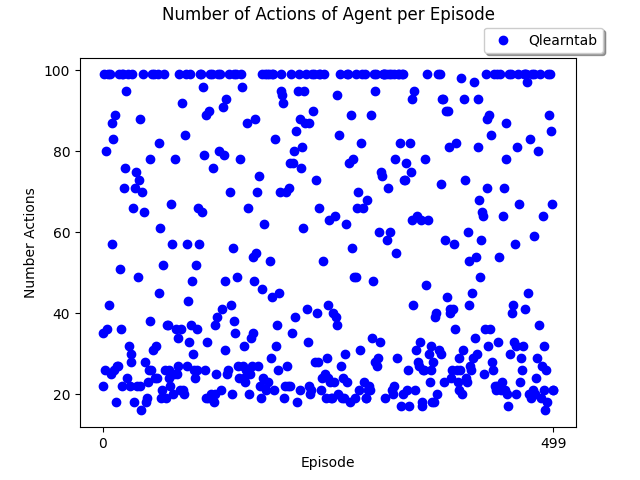 Number of Actions of Agent per Episode
Qlearntab
100
80
60
40
20
Number Actions
0
499
Episode